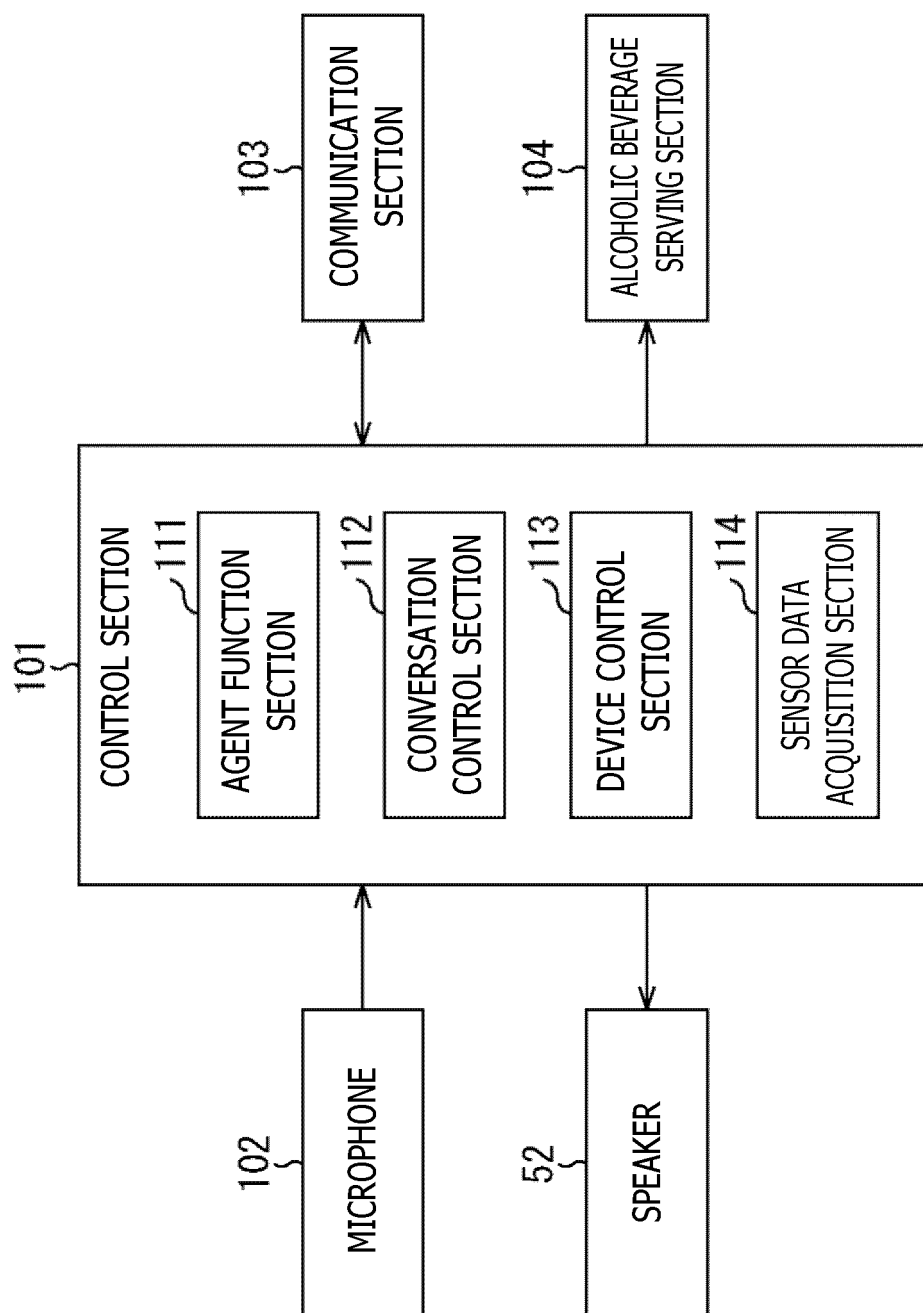 101
CONTROL SECTION
111
AGENT FUNCTION
SECTION
112
CONVERSATION
CONTROL SECTION
113
DEVICE CONTROL
SECTION
114
SENSOR DATA
ACQUISITION SECTION
102
MICROPHONE
52
SPEAKER
103
COMMUNICATION
SECTION
104
ALCOHOLIC BEVERAGE
SERVING SECTION